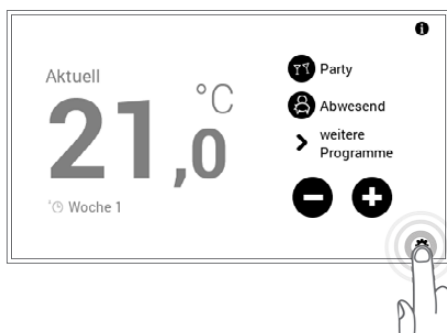 Aktuell
21,0 °C
Woche 1
Party
Abwesend
weitere
Programme